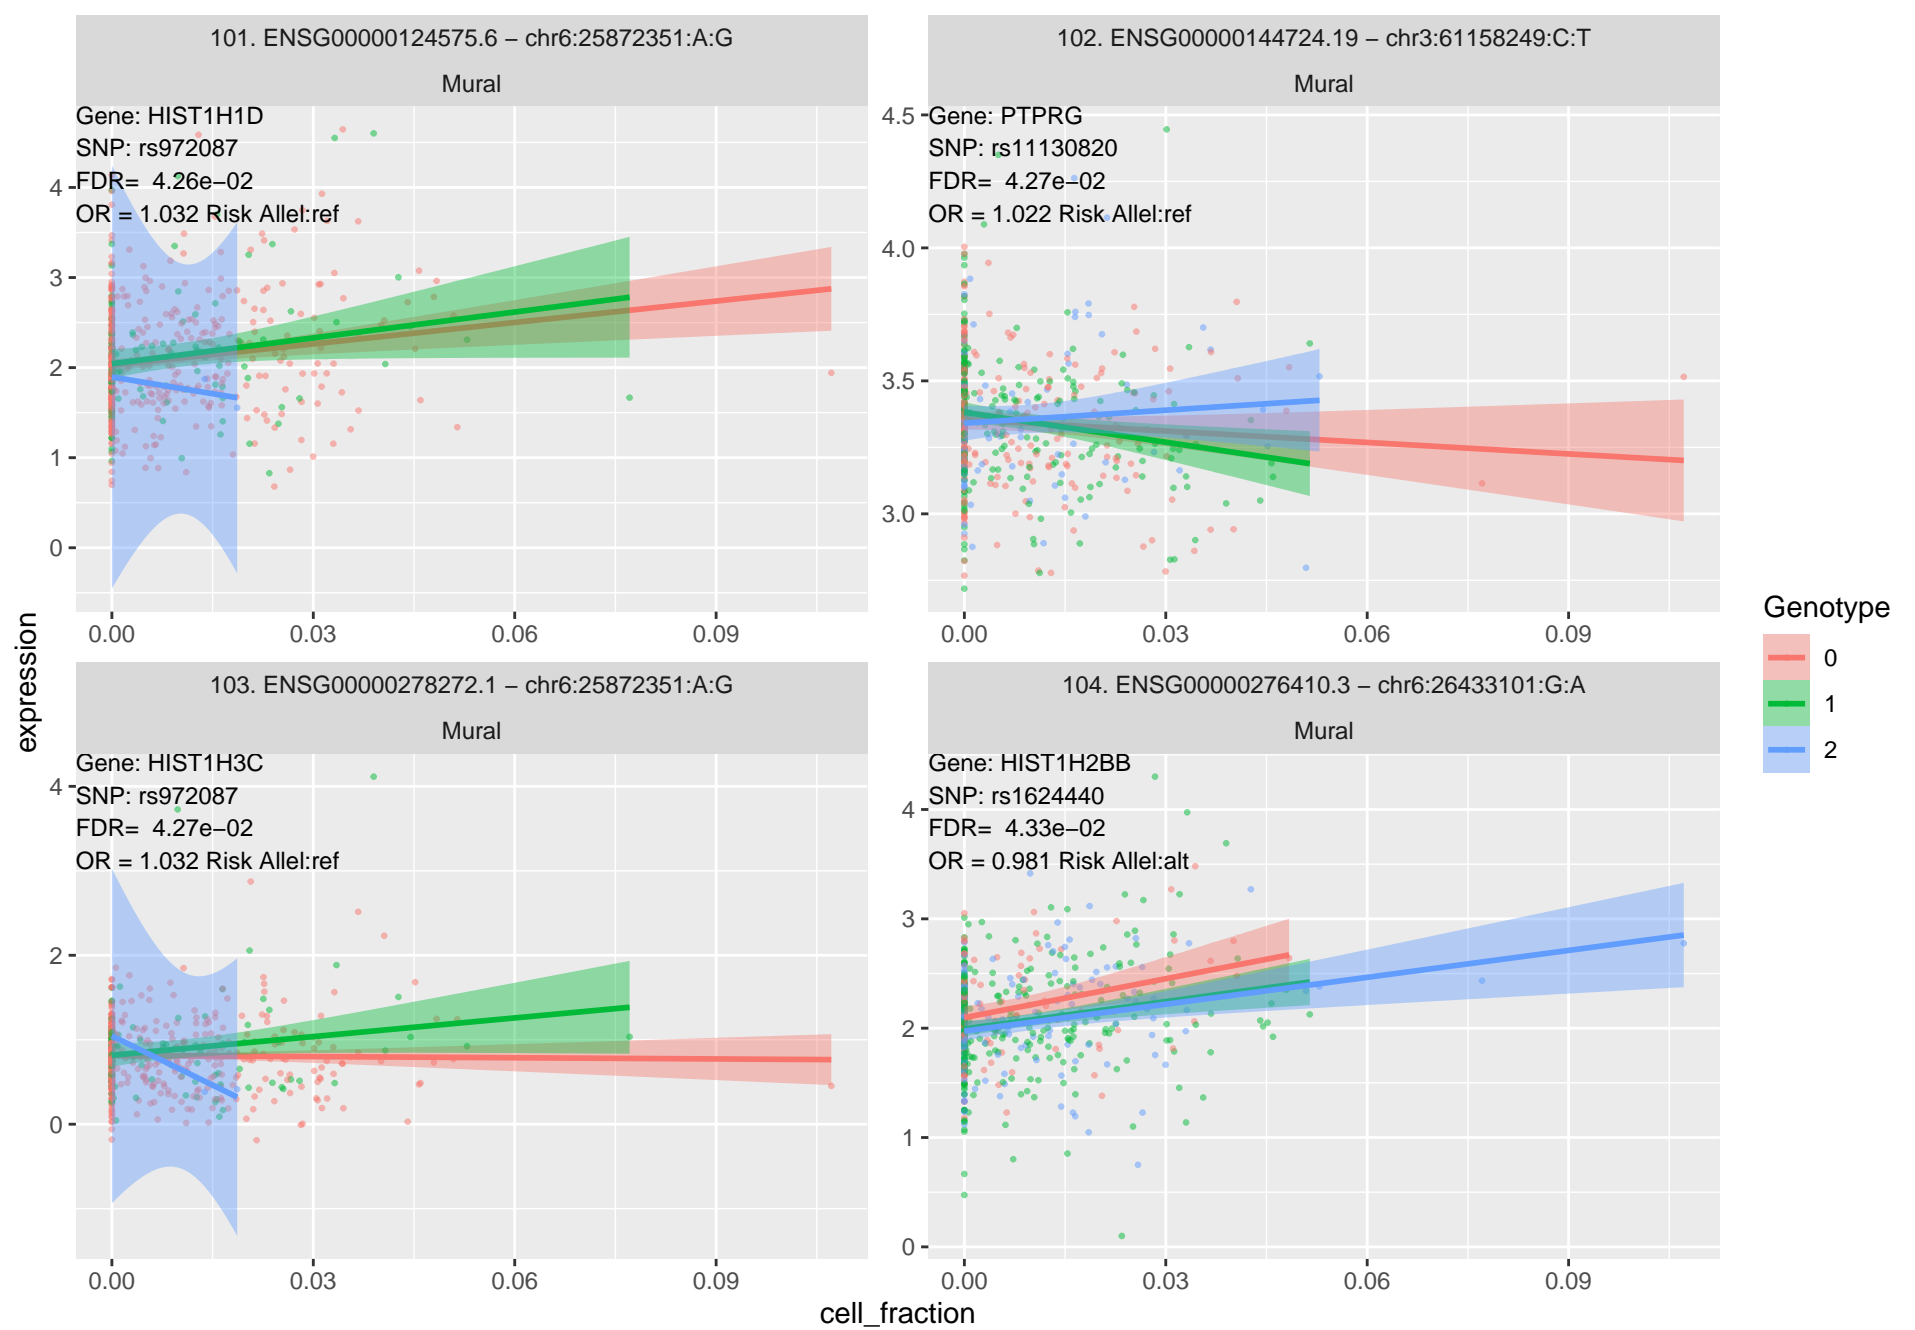 101. ENSG00000124575.6 – chr6:25872351:A:G
Mural
Gene: HIST1H1D
SNP: rs972087
FDR= 4.26e−02
OR = 1.032 Risk Allel:ref
4
3
2
1
0
0.00 0.03 0.06 0.09
102. ENSG00000144724.19 – chr3:61158249:C:T
Mural
Gene: PTPRG
SNP: rs11130820
FDR= 4.27e−02
OR = 1.022 Risk Allel:ref
4.5
4.0
3.5
3.0
0.00 0.03 0.06 0.09
103. ENSG00000278272.1 – chr6:25872351:A:G
Mural
Gene: HIST1H3C
SNP: rs972087
FDR= 4.27e−02
OR = 1.032 Risk Allel:ref
4
2
0
0.00 0.03 0.06 0.09
104. ENSG00000276410.3 – chr6:26433101:G:A
Mural
Gene: HIST1H2BB
SNP: rs1624440
FDR= 4.33e−02
OR = 0.981 Risk Allel:alt
4
3
2
1
0
0.00 0.03 0.06 0.09
expression
cell_fraction
Genotype
0
1
2